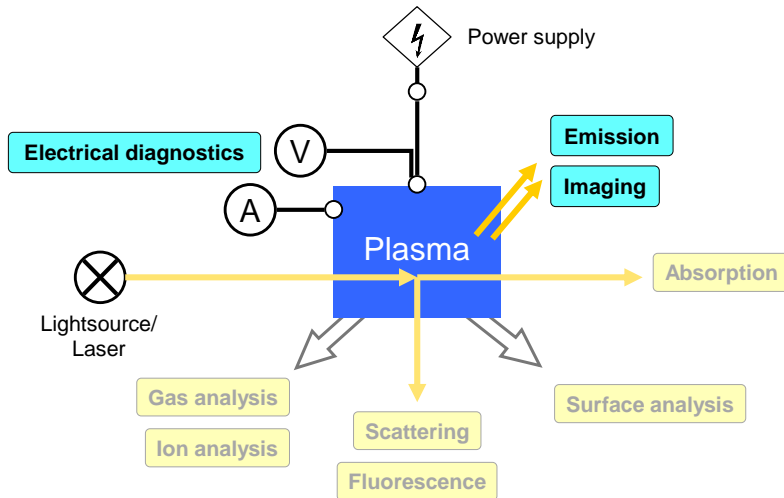 Power supply
Electrical diagnostics
V
Emission
Imaging
A
Plasma
Absorption
Lightsource/
Laser
Gas analysis
Surface analysis
Ion analysis
Scattering
Fluorescence